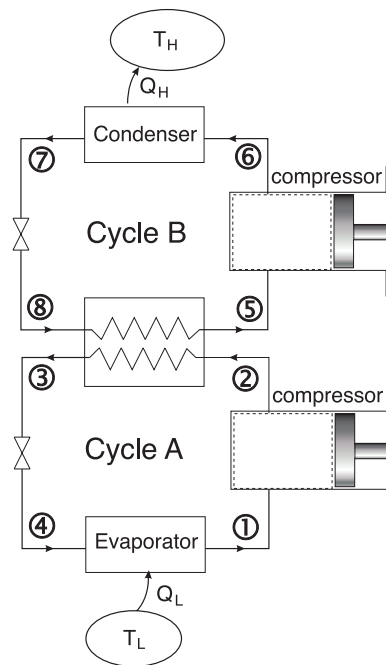 T_H
Q_H
Condenser
⑦
⑥
compressor
Cycle B
⑧
⑤
③
②
compressor
Cycle A
④
①
Evaporator
Q_L
T_L